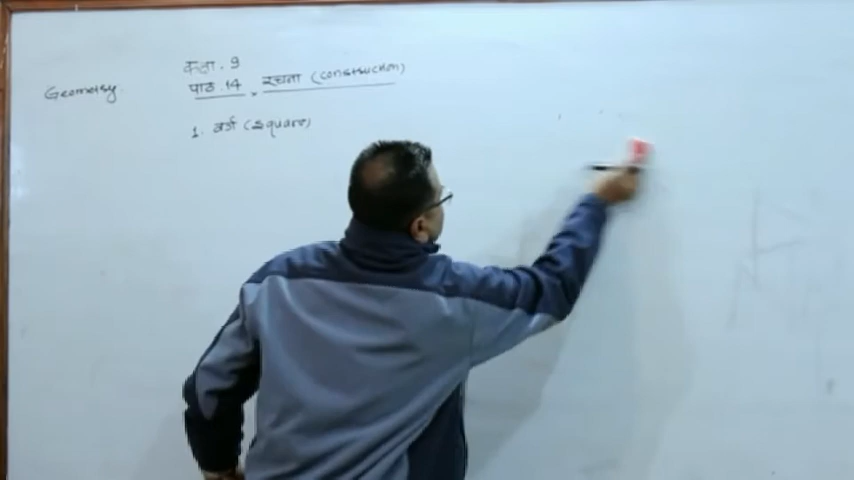 कक्षा . 9
Geometry.
पाठ . 14 . रचना (construction)
1. वर्ग (square)